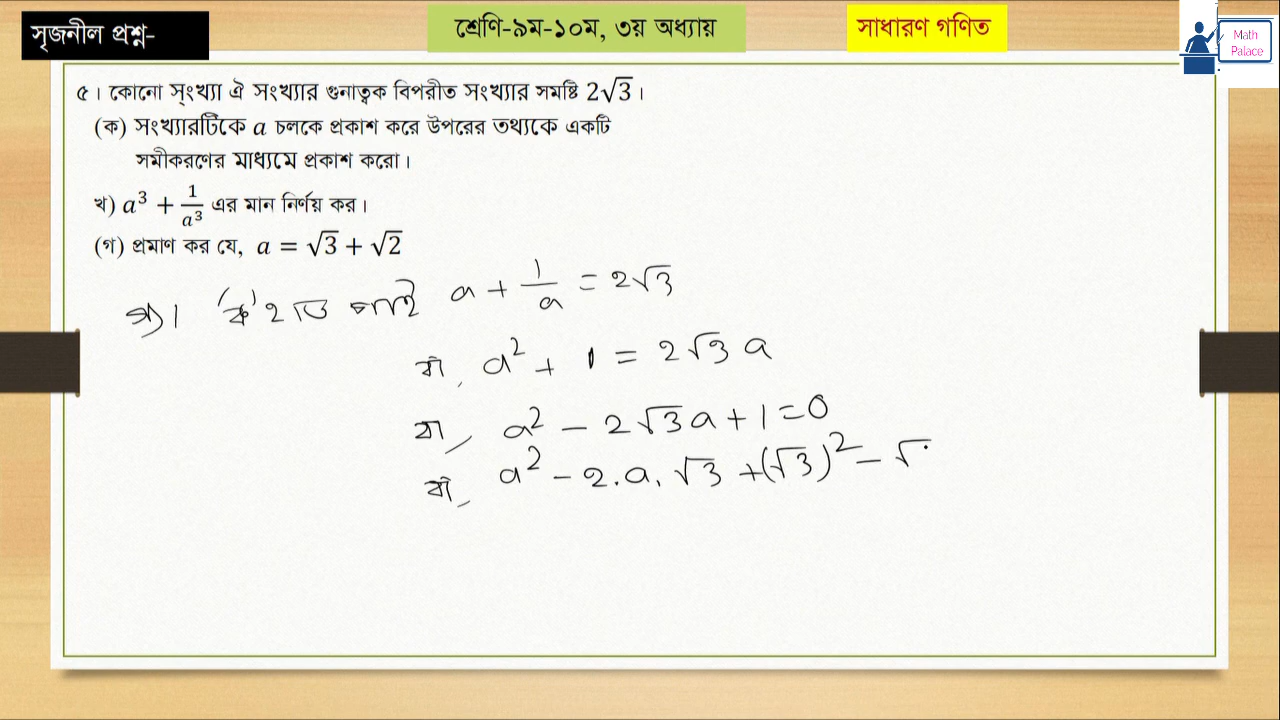 সৃজনীল প্রশ্ন-
শ্রেণি-৯ম-১০ম, ৩য় অধ্যায়
সাধারণ গণিত
Math
Palace
৫। কোনো স্ংখ্যা ঐ সংখ্যার গুনাত্বক বিপরীত সংখ্যার সমষ্টি 2√3 ।
(ক) সংখ্যারটিকে a চলকে প্রকাশ করে উপরের তথ্যকে একটি
সমীকরণের মাধ্যমে প্রকাশ করো।
খ) a³ + 1/a³ এর মান নির্ণয় কর।
(গ) প্রমাণ কর যে, a = √3 + √2
গ) । 'ক' হতে পাই a + 1/a = 2√3
বা, a² + 1 = 2√3 a
বা, a² - 2√3a + 1 = 0
বা, a² - 2.a.√3 + (√3)² - √